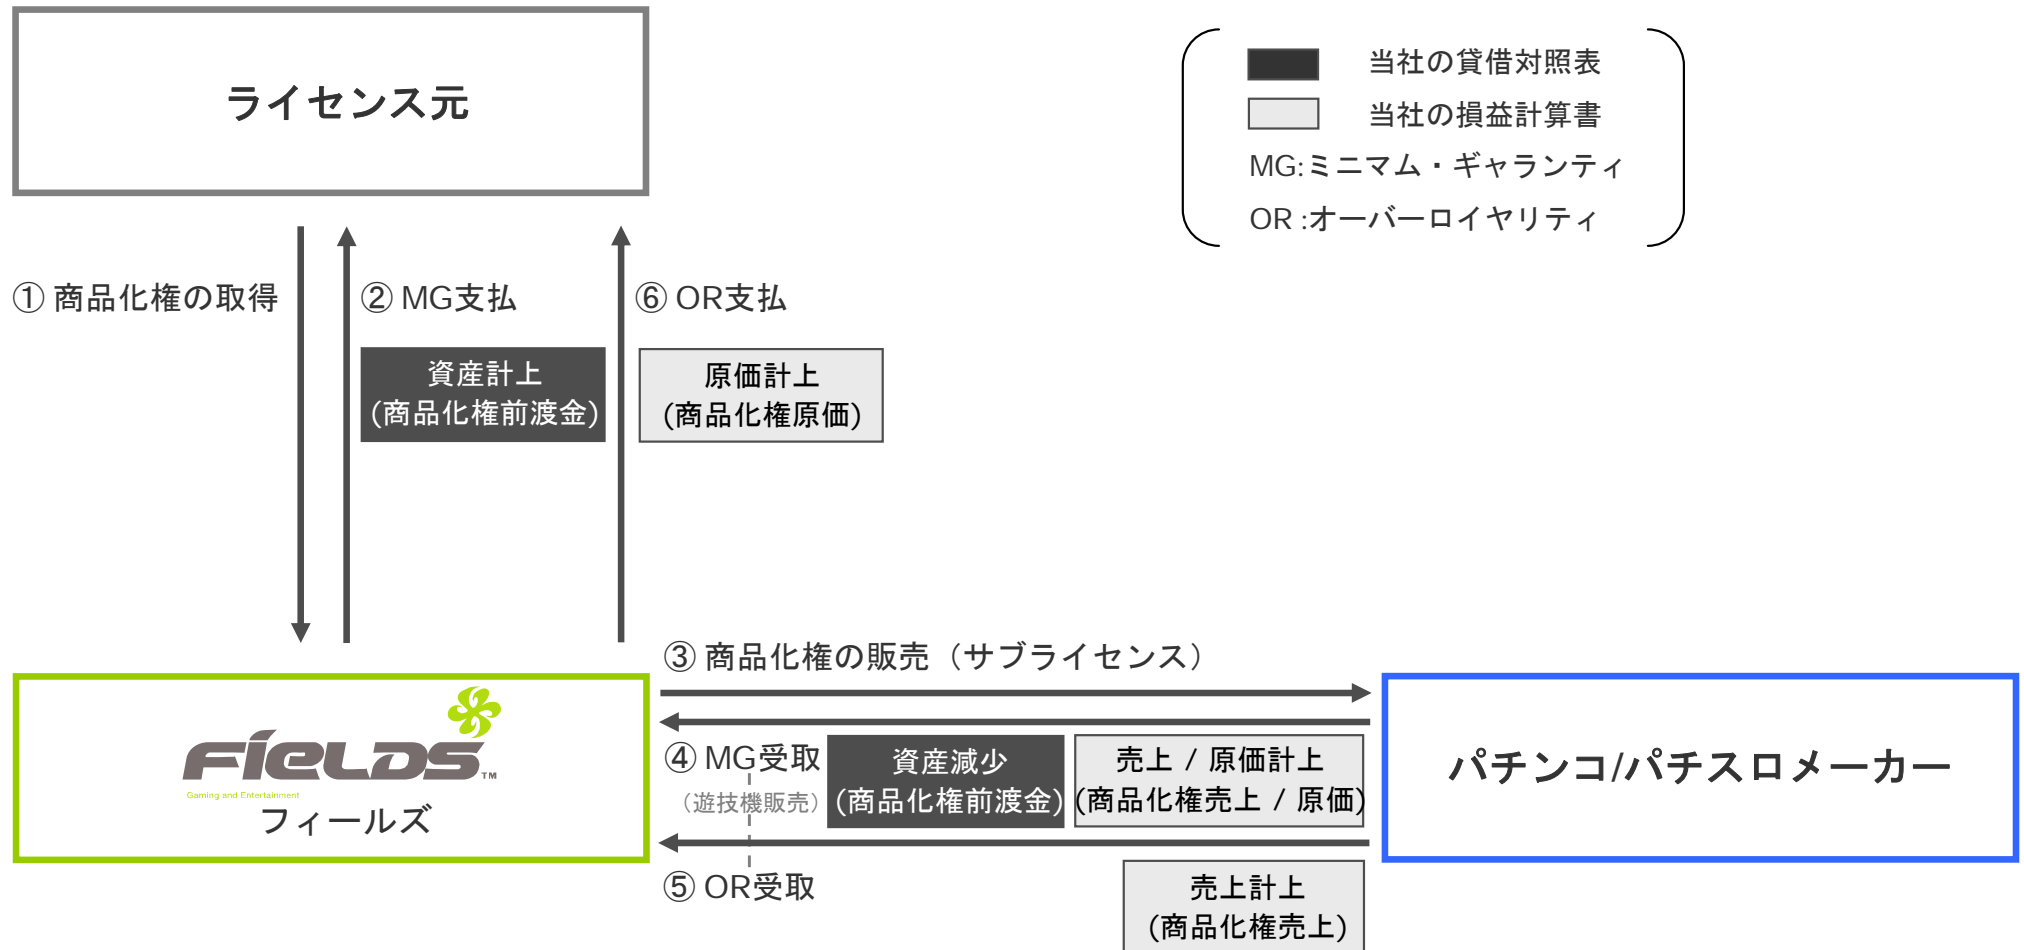 ライセンス元
当社の貸借対照表
当社の損益計算書
MG:ミニマム・ギャランティ
OR :オーバーロイヤリティ
① 商品化権の取得
② MG支払
⑥ OR支払
資産計上
(商品化権前渡金)
原価計上
(商品化権原価)
③ 商品化権の販売（サブライセンス）
FIELDS TM
Gaming and Entertainment
フィールズ
④ MG受取
（遊技機販売）
資産減少
(商品化権前渡金)
売上 / 原価計上
(商品化権売上 / 原価)
パチンコ/パチスロメーカー
⑤ OR受取
売上計上
(商品化権売上)